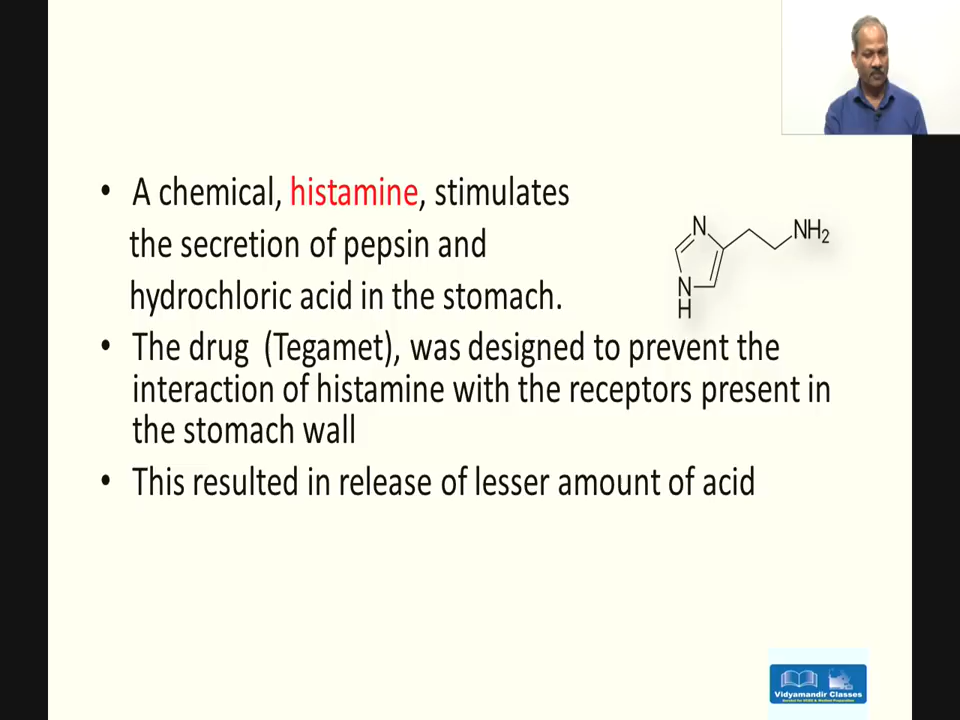 • A chemical, histamine, stimulates
the secretion of pepsin and
hydrochloric acid in the stomach.
N
NH2
N
H
• The drug (Tegamet), was designed to prevent the
interaction of histamine with the receptors present in
the stomach wall
• This resulted in release of lesser amount of acid
Vidyamandir Classes